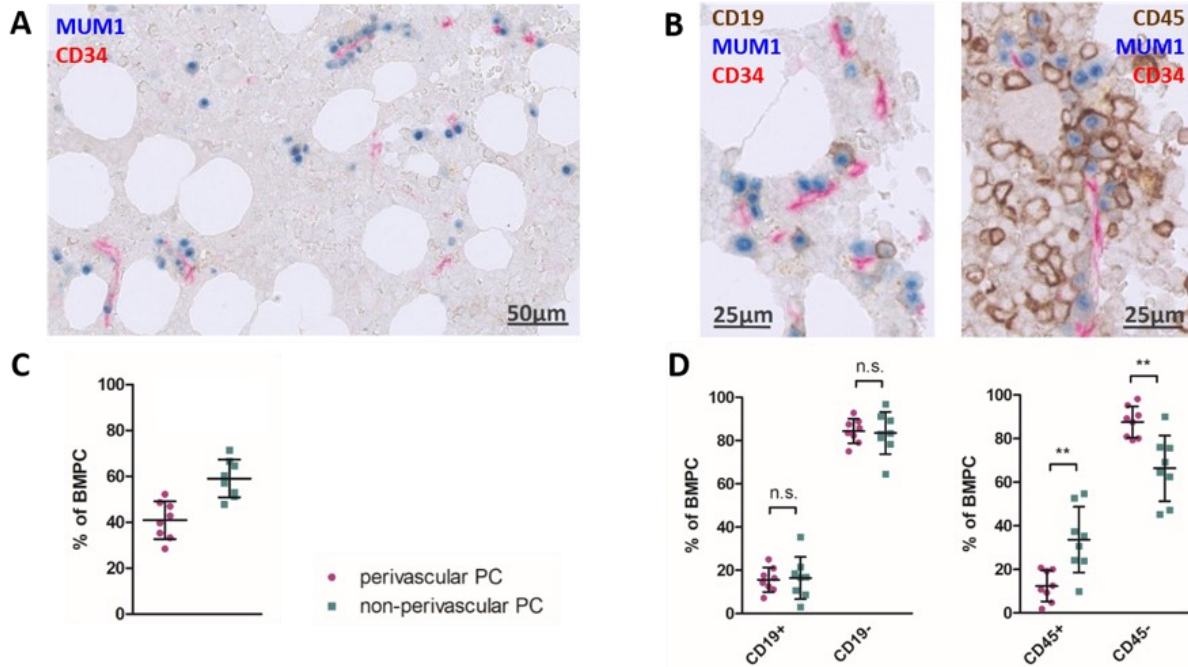 A
MUM1
CD34
50µm
B
CD19
MUM1
CD34
25µm
CD45
MUM1
CD34
25µm
C
100
80
60
40
20
0
% of BMPC
perivascular PC
non-perivascular PC
D
n.s.
n.s.
100
80
60
40
20
0
% of BMPC
CD19+
CD19-
**
**
100
80
60
40
20
0
% of BMPC
CD45+
CD45-